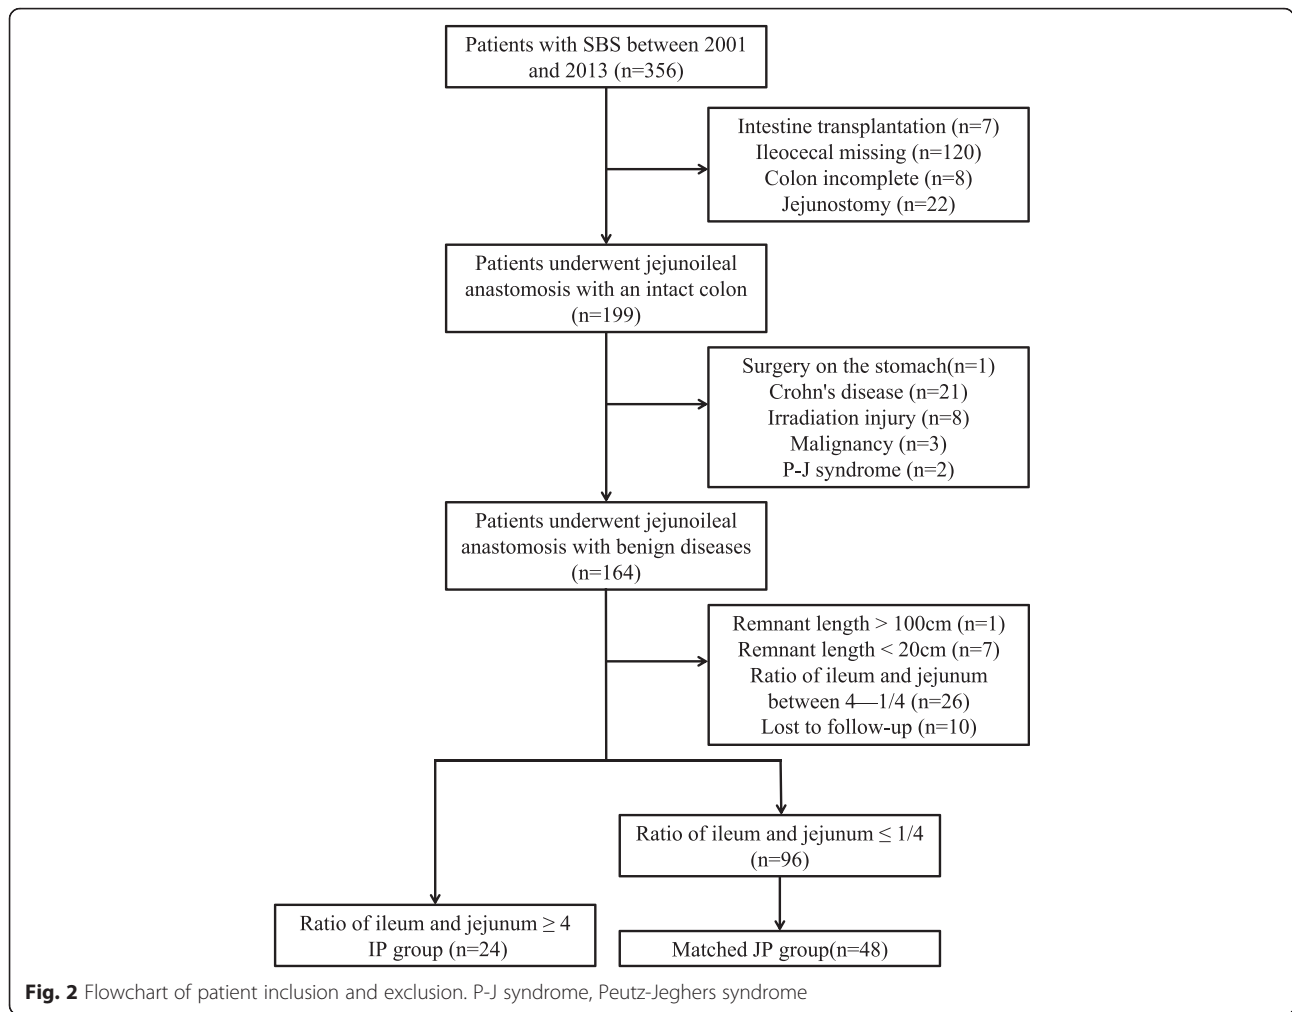 Patients with SBS between 2001
and 2013 (n=356)
Intestine transplantation (n=7)
Ileocecal missing (n=120)
Colon incomplete (n=8)
Jejunostomy (n=22)
Patients underwent jejunoileal
anastomosis with an intact colon
(n=199)
Surgery on the stomach(n=1)
Crohn's disease (n=21)
Irradiation injury (n=8)
Malignancy (n=3)
P-J syndrome (n=2)
Patients underwent jejunoileal
anastomosis with benign diseases
(n=164)
Remnant length > 100cm (n=1)
Remnant length < 20cm (n=7)
Ratio of ileum and jejunum
between 4—1/4 (n=26)
Lost to follow-up (n=10)
Ratio of ileum and jejunum ≤ 1/4
(n=96)
Ratio of ileum and jejunum ≥ 4
IP group (n=24)
Matched JP group(n=48)
Fig. 2 Flowchart of patient inclusion and exclusion. P-J syndrome, Peutz-Jeghers syndrome